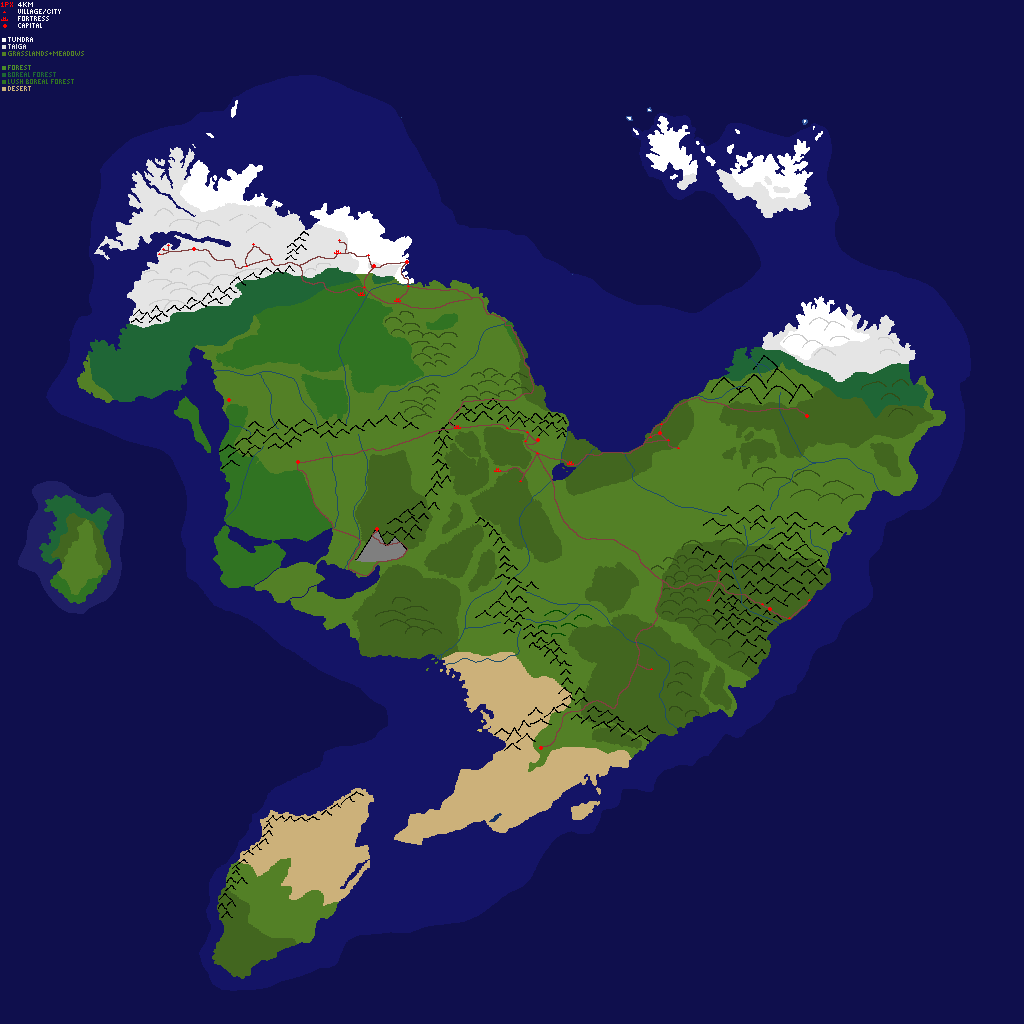 1PX 4KM
VILLAGE/CITY
FORTRESS
CAPITAL
TUNDRA
TAIGA
GRASSLANDS+MEADOWS
FOREST
BOREAL FOREST
LUSH BOREAL FOREST
DESERT